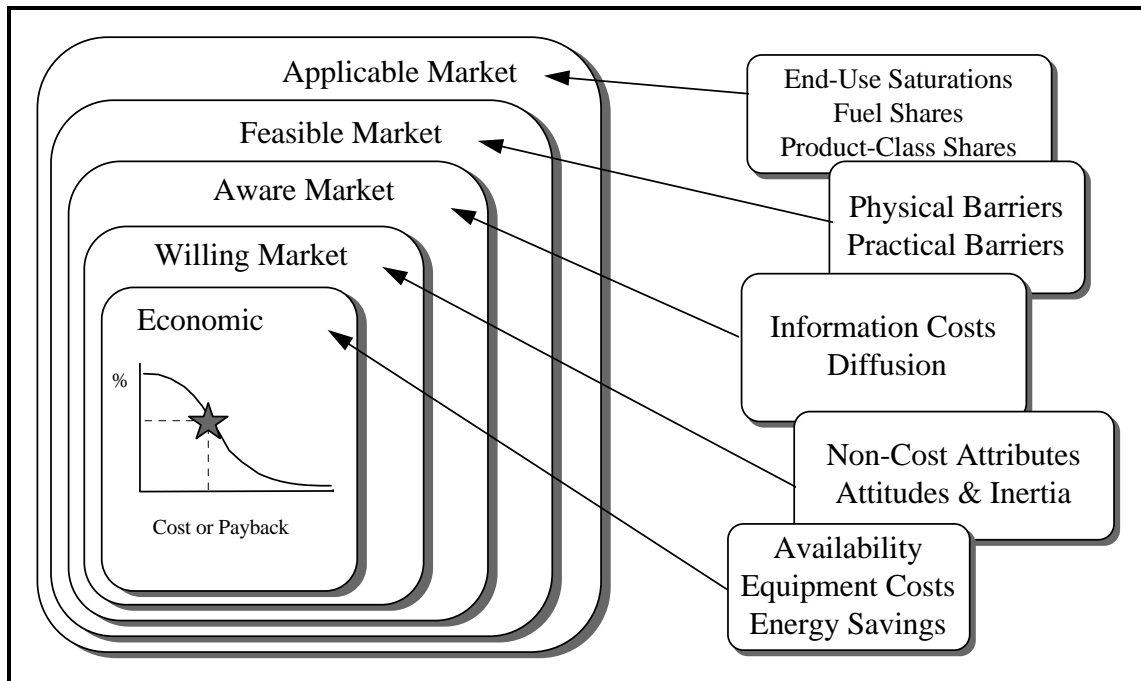 Applicable Market
Feasible Market
Aware Market
Willing Market
Economic
%
Cost or Payback
End-Use Saturations
Fuel Shares
Product-Class Shares
Physical Barriers
Practical Barriers
Information Costs
Diffusion
Non-Cost Attributes
Attitudes & Inertia
Availability
Equipment Costs
Energy Savings